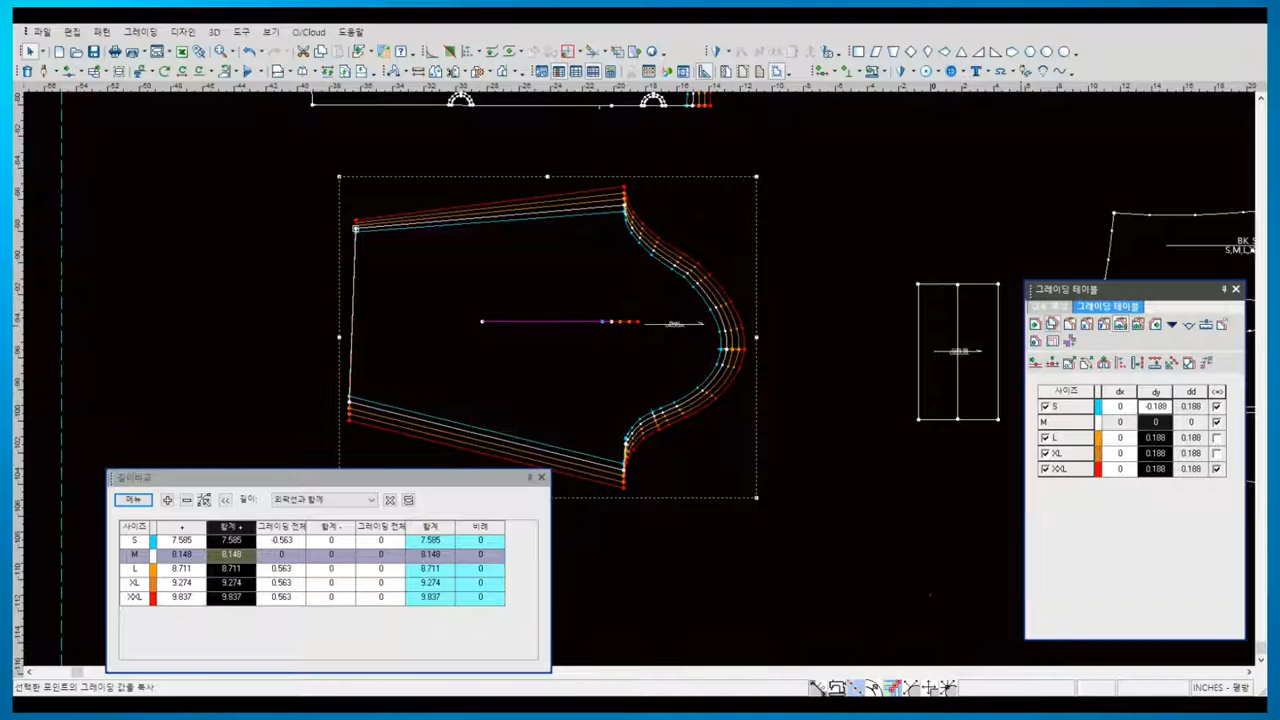 파일 편집 패턴 그레이딩 디자인 3D 도구 보기 O/Cloud 도움말
BK S
S,M,L,X
그레이딩 테이블
그레이딩 테이블
사이즈 dx dy dd (=)
S 0 -0.188 0.188
M 0 0 0
L 0 0.188 0.188
XL 0 0.188 0.188
XXL 0 0.188 0.188
길이비교
메뉴 << 길이: 외곽선과 함께
사이즈 + 합계 + 그레이딩 전체 합계 - 그레이딩 전체 합계 비례
S 7.585 7.585 -0.563 0 0 7.585 0
M 8.148 8.148 0 0 0 8.148 0
L 8.711 8.711 0.563 0 0 8.711 0
XL 9.274 9.274 0.563 0 0 9.274 0
XXL 9.837 9.837 0.563 0 0 9.837 0
선택한 포인트의 그레이딩 값을 복사
INCHES - 평방